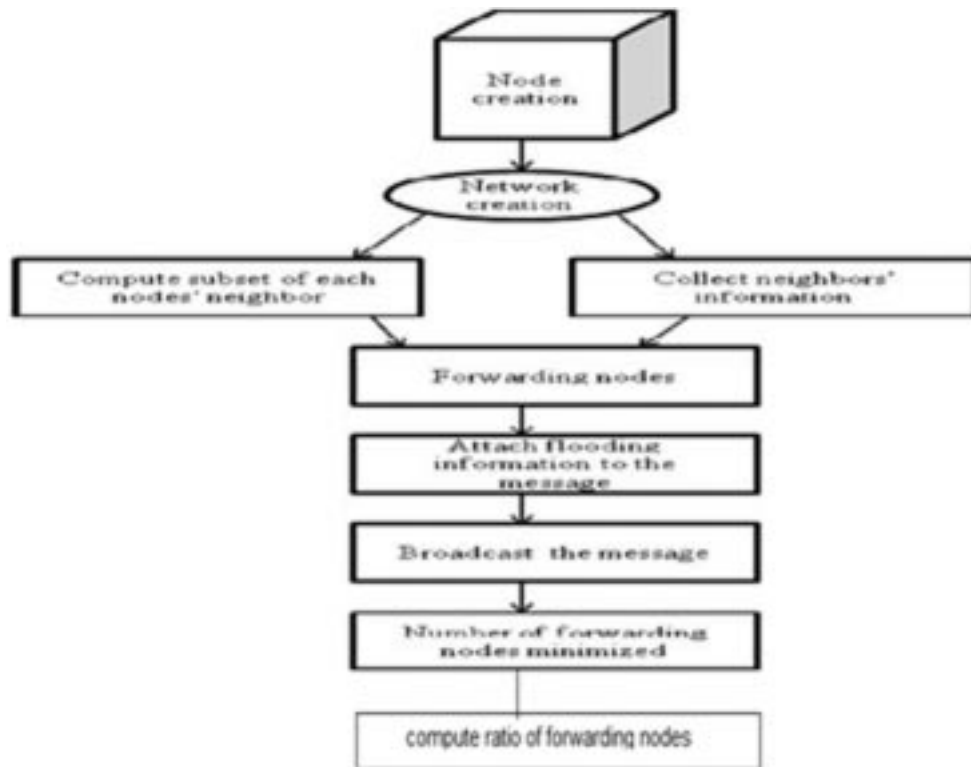 Node
creation
Network
creation
Compute subset of each
nodes' neighbor
Collect neighbors'
information
Forwarding nodes
Attach flooding
information to the
message
Broadcast the message
Number of forwarding
nodes minimized
compute ratio of forwarding nodes